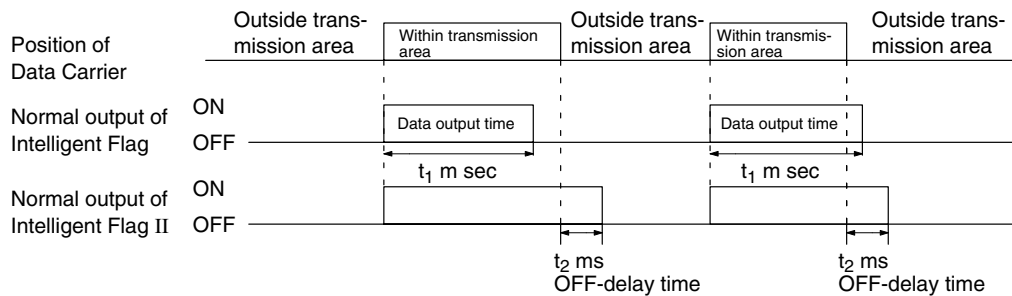 Outside trans-
mission area
Within transmission
area
Outside trans-
mission area
Within transmis-
sion area
Outside trans-
mission area
Position of
Data Carrier
Normal output of
Intelligent Flag
ON
OFF
Data output time
Data output time
t1 m sec
t1 m sec
Normal output of
Intelligent Flag II
ON
OFF
t2 ms
OFF-delay time
t2 ms
OFF-delay time